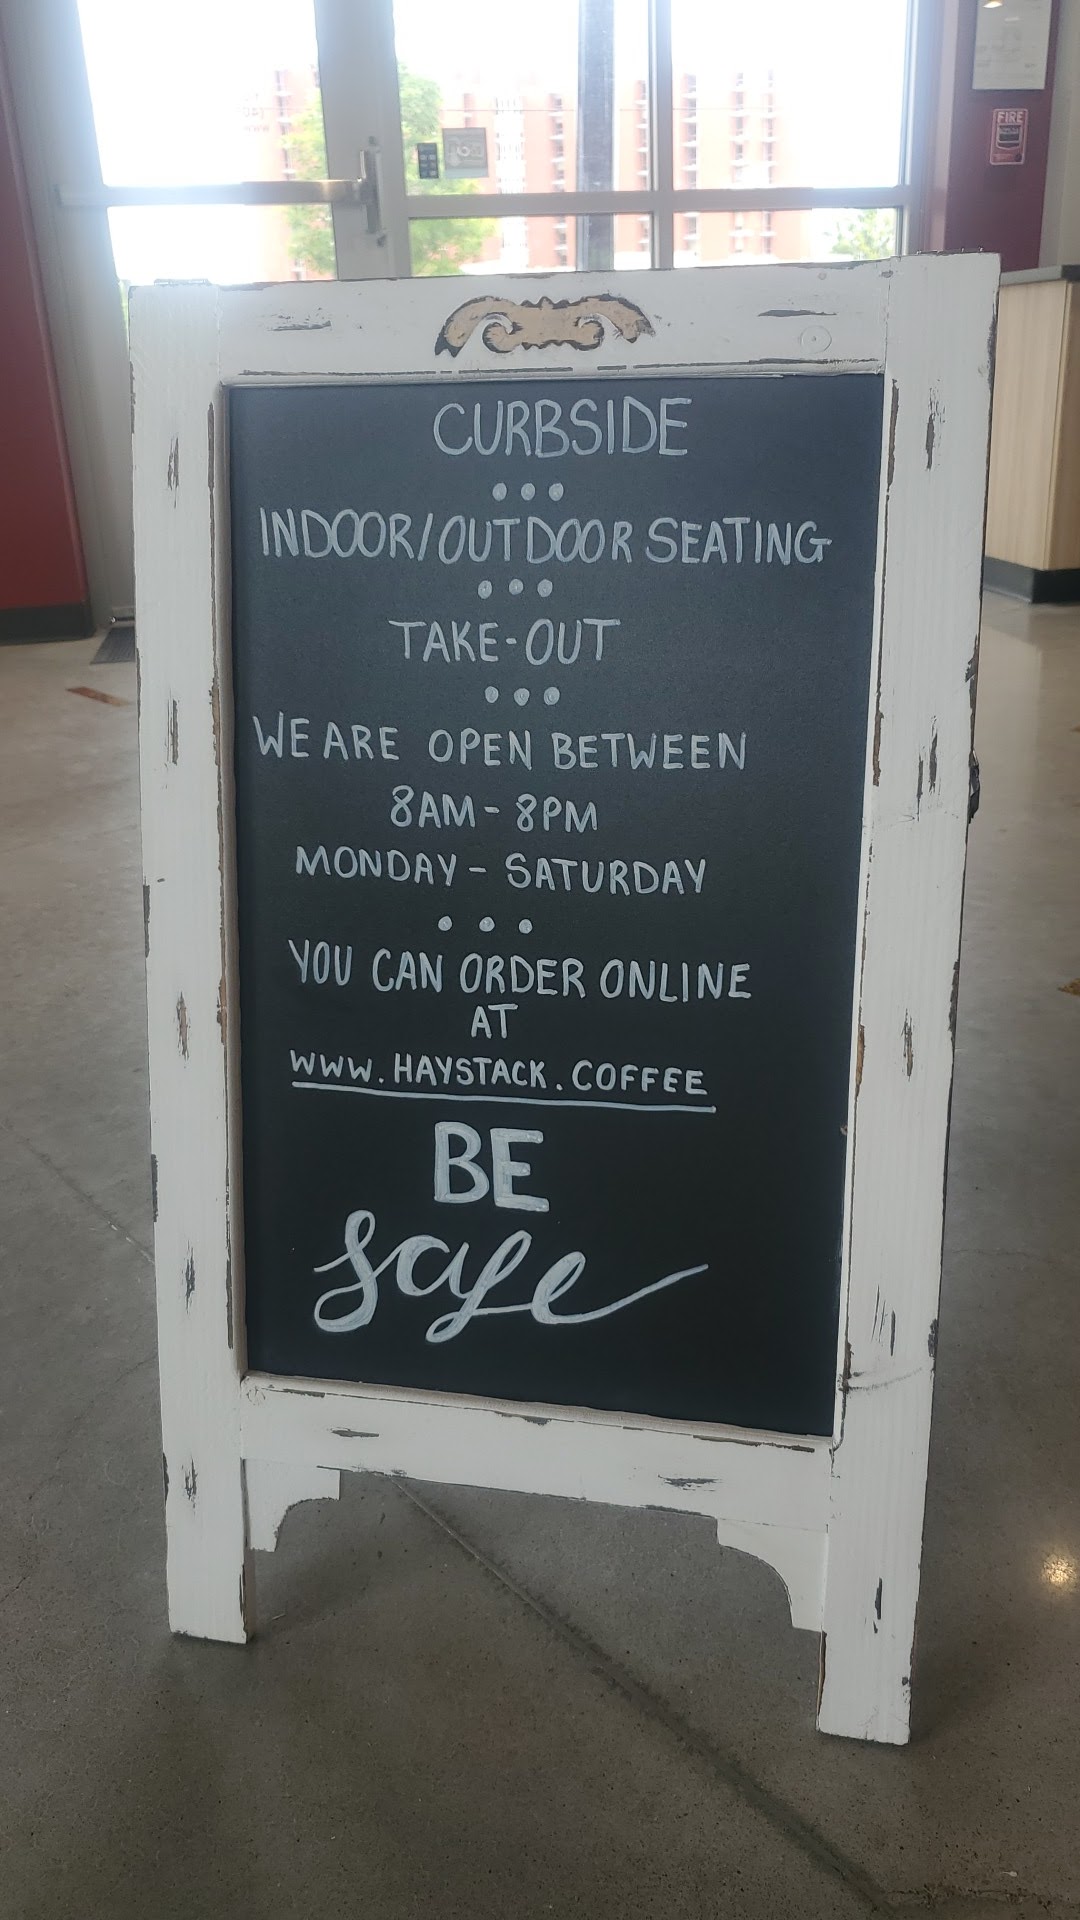 FIRE
CURBSIDE
INDOOR/OUTDOOR SEATING
TAKE-OUT
WE ARE OPEN BETWEEN
8AM - 8PM
MONDAY - SATURDAY
YOU CAN ORDER ONLINE
AT
WWW.HAYSTACK.COFFEE
BE
safe